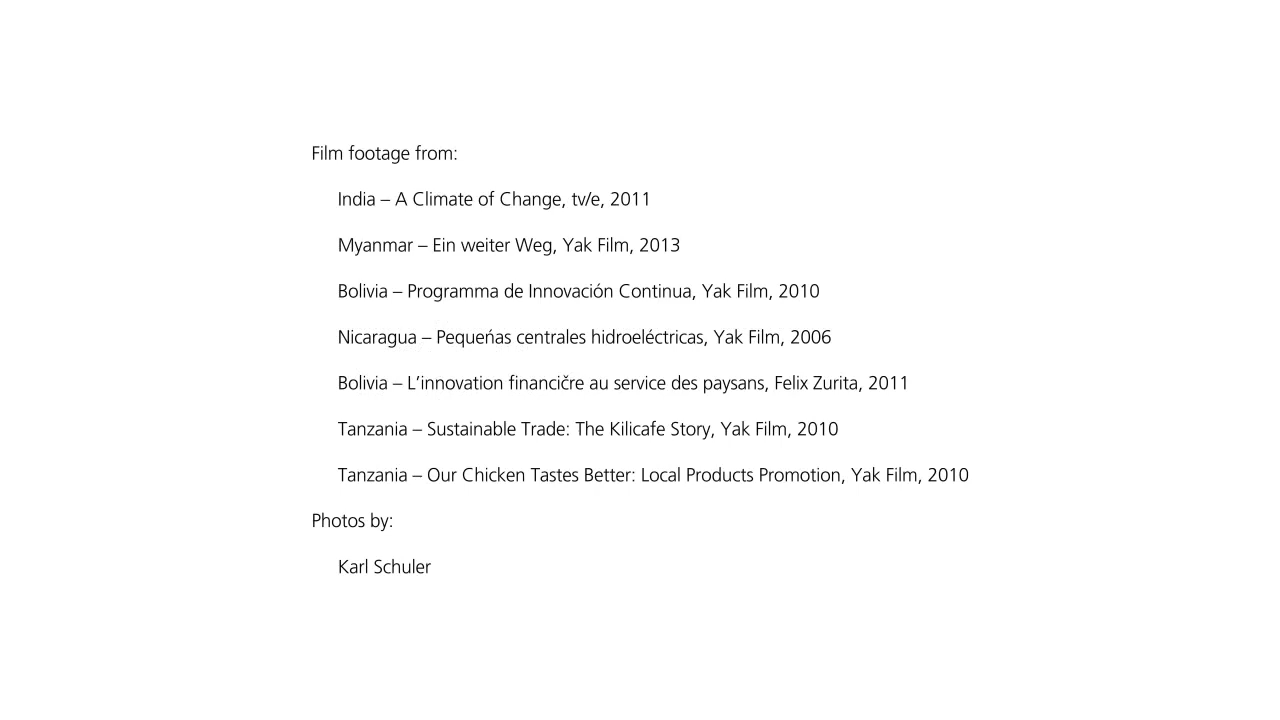 Film footage from:
India – A Climate of Change, tv/e, 2011
Myanmar – Ein weiter Weg, Yak Film, 2013
Bolivia – Programma de Innovación Continua, Yak Film, 2010
Nicaragua – Pequeńas centrales hidroeléctricas, Yak Film, 2006
Bolivia – L’innovation financičre au service des paysans, Felix Zurita, 2011
Tanzania – Sustainable Trade: The Kilicafe Story, Yak Film, 2010
Tanzania – Our Chicken Tastes Better: Local Products Promotion, Yak Film, 2010
Photos by:
Karl Schuler